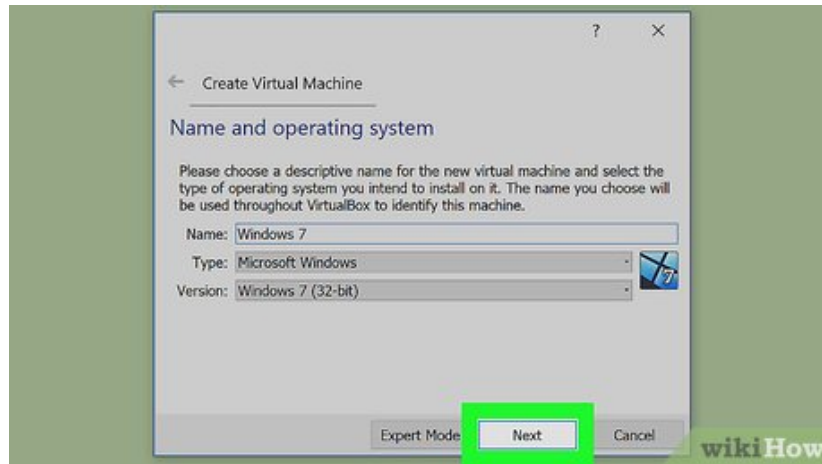 ?
←
Create Virtual Machine
Name and operating system
Please choose a descriptive name for the new virtual machine and select the
type of operating system you intend to install on it. The name you choose will
be used throughout VirtualBox to identify this machine.
Name: Windows 7
Type: Microsoft Windows
7
Version: Windows 7 (32-bit)
Expert Mode Next Cancel
wikiHow